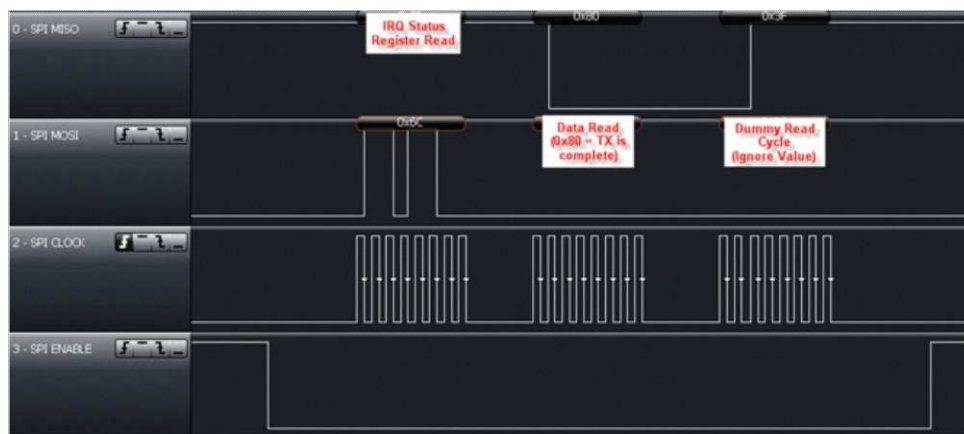 0 - SPI MISO
IRQ Status
Register Read
0x80
0x3F
1 - SPI MOSI
0x6C
Data Read
(0x80 = TX is
complete)
Dummy Read
Cycle
(Ignore Value)
2 - SPI CLOCK
3 - SPI ENABLE